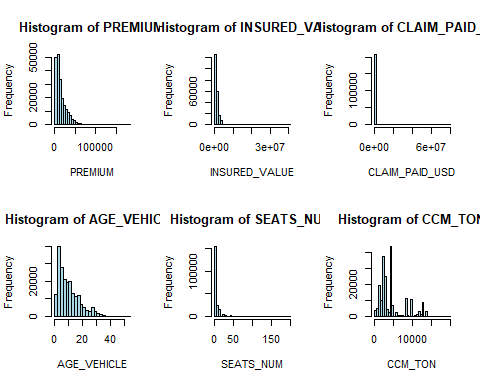 Histogram of PREMIUM
Histogram of INSURED_VA
Histogram of CLAIM_PAID_
Frequency
0 20000 50000
0 100000
PREMIUM
Frequency
0 60000
0e+00 3e+07
INSURED_VALUE
Frequency
0 100000
0e+00 6e+07
CLAIM_PAID_USD
Histogram of AGE_VEHIC
Histogram of SEATS_NU
Histogram of CCM_TON
Frequency
0 20000
0 10 20 40
AGE_VEHICLE
Frequency
0 100000
0 50 150
SEATS_NUM
Frequency
0 20000
0 10000
CCM_TON